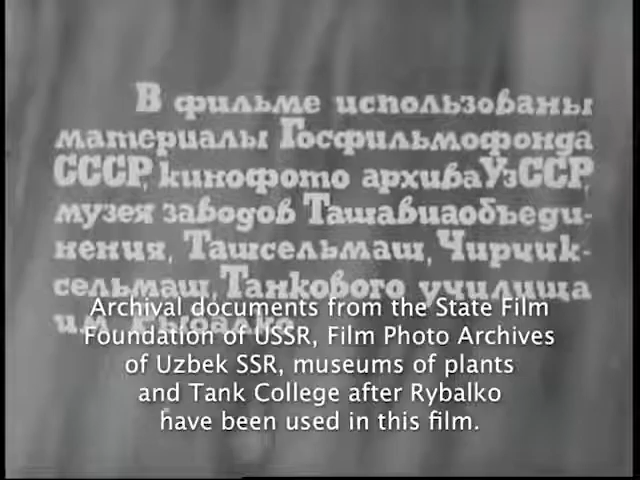 В фильме использованы
материалы Госфильмофонда
СССР, кинофото архива УзССР,
музея заводов Ташавиаобъеди-
нения, Ташсельмаш, Чирчик-
сельмаш, Танкового училища
им. Рыбалко
Archival documents from the State Film
Foundation of USSR, Film Photo Archives
of Uzbek SSR, museums of plants
and Tank College after Rybalko
have been used in this film.